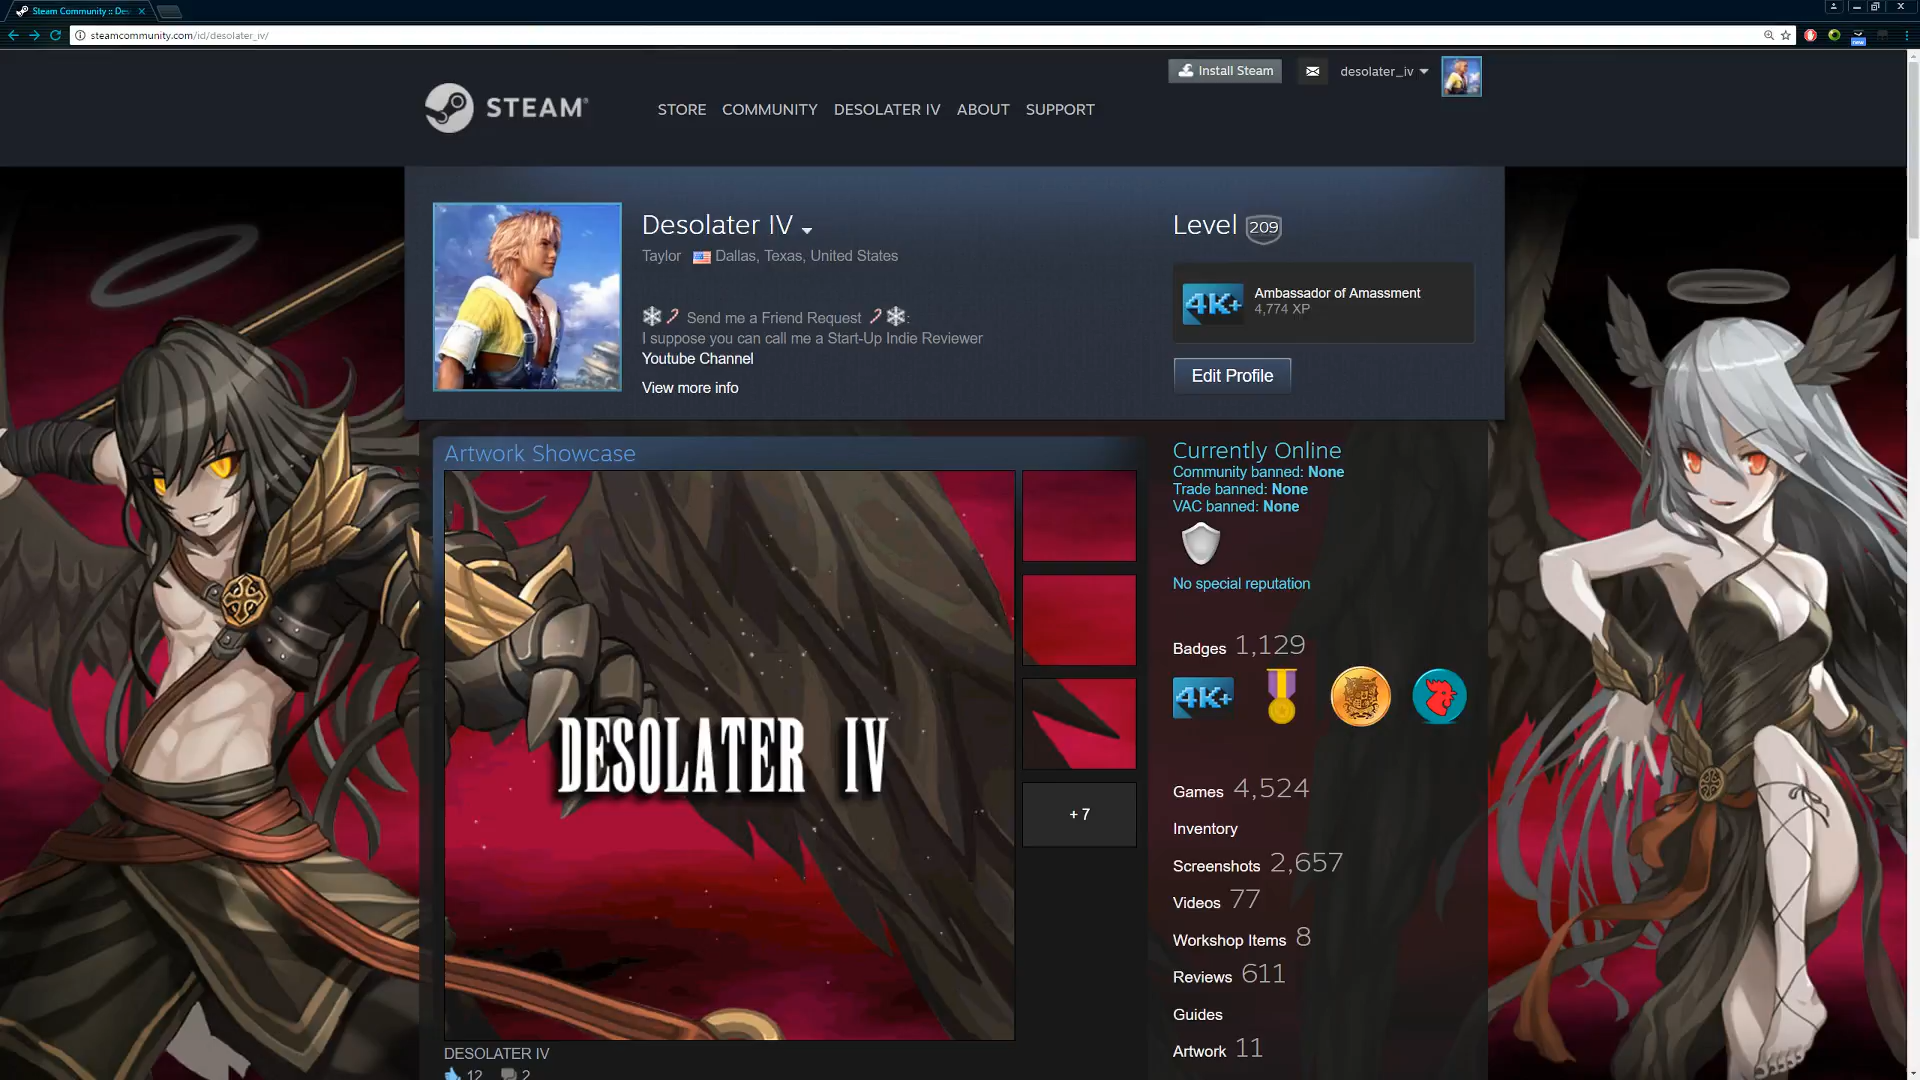 Steam Community :: Des
steamcommunity.com/id/desolater_iv/
new
Install Steam
desolater_iv
STEAM®
STORE COMMUNITY DESOLATER IV ABOUT SUPPORT
Desolater IV
Taylor Dallas, Texas, United States
Send me a Friend Request :
I suppose you can call me a Start-Up Indie Reviewer
Youtube Channel
View more info
Level 209
4K+
Ambassador of Amassment
4,774 XP
Edit Profile
Artwork Showcase
DESOLATER IV
+ 7
DESOLATER IV
12 2
Currently Online
Community banned: None
Trade banned: None
VAC banned: None
No special reputation
Badges 1,129
4K+
Games 4,524
Inventory
Screenshots 2,657
Videos 77
Workshop Items 8
Reviews 611
Guides
Artwork 11